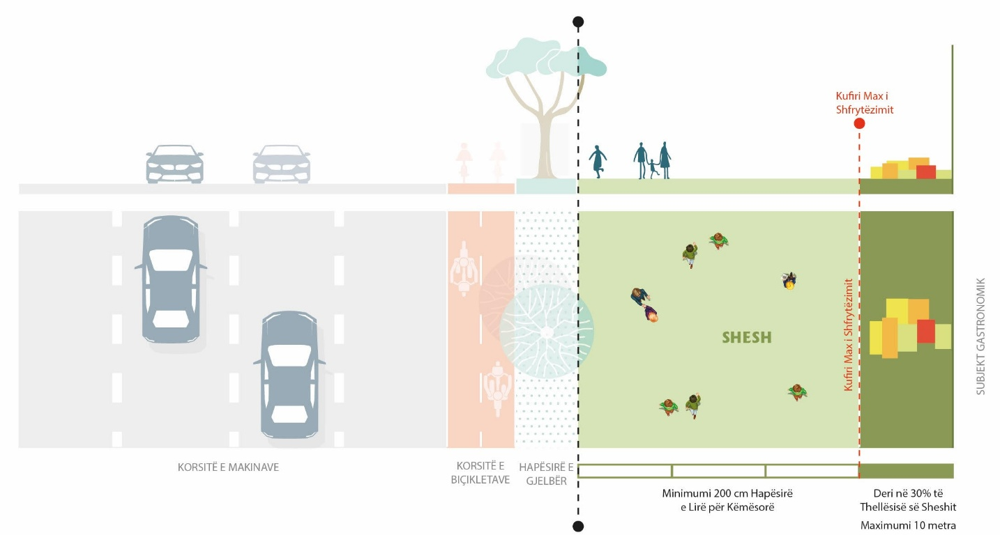 Kufiri Max i
Shfrytëzimit
Kufiri Max i Shfrytëzimit
SHESH
SUBJEKT GASTRONOMIK
KORSITË E MAKINAVE
KORSITË E
BIÇIKLETAVE
HAPËSIRË E
GJELBËR
Minimumi 200 cm Hapësirë
e Lirë për Këmësorë
Deri në 30% të
Thellësisë së Sheshit
Maximumi 10 metra